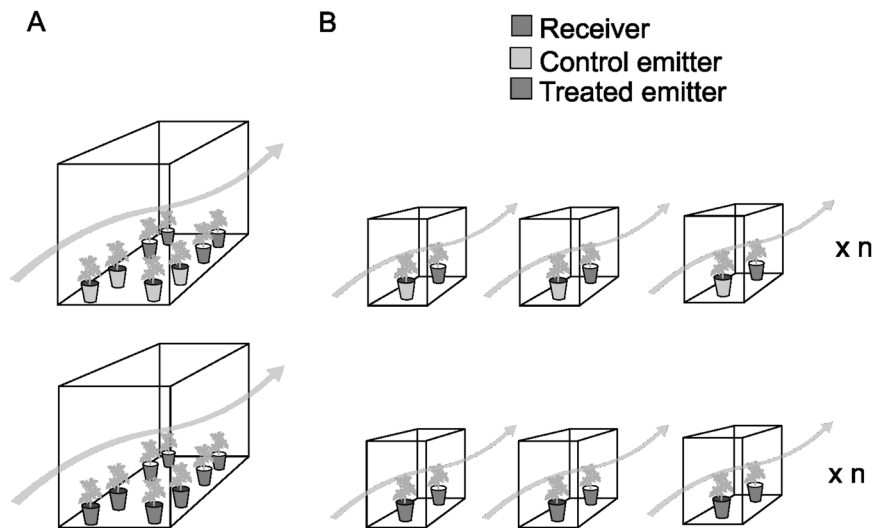 A
B
Receiver
Control emitter
Treated emitter
x n
x n